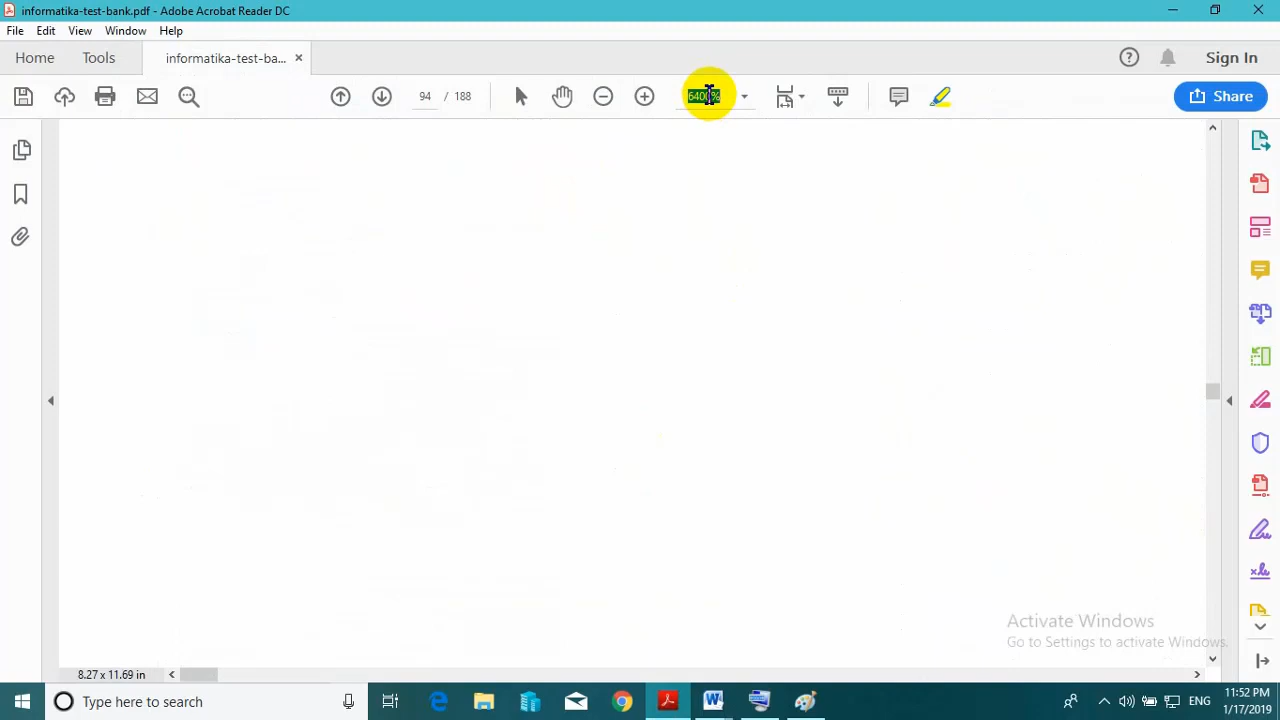 informatika-test-bank.pdf - Adobe Acrobat Reader DC
File Edit View Window Help
Home Tools informatika-test-ba... Sign In
94 / 188 6400% Share
Activate Windows
Go to Settings to activate Windows.
8.27 x 11.69 in
Type here to search
ENG
11:52 PM
1/17/2019